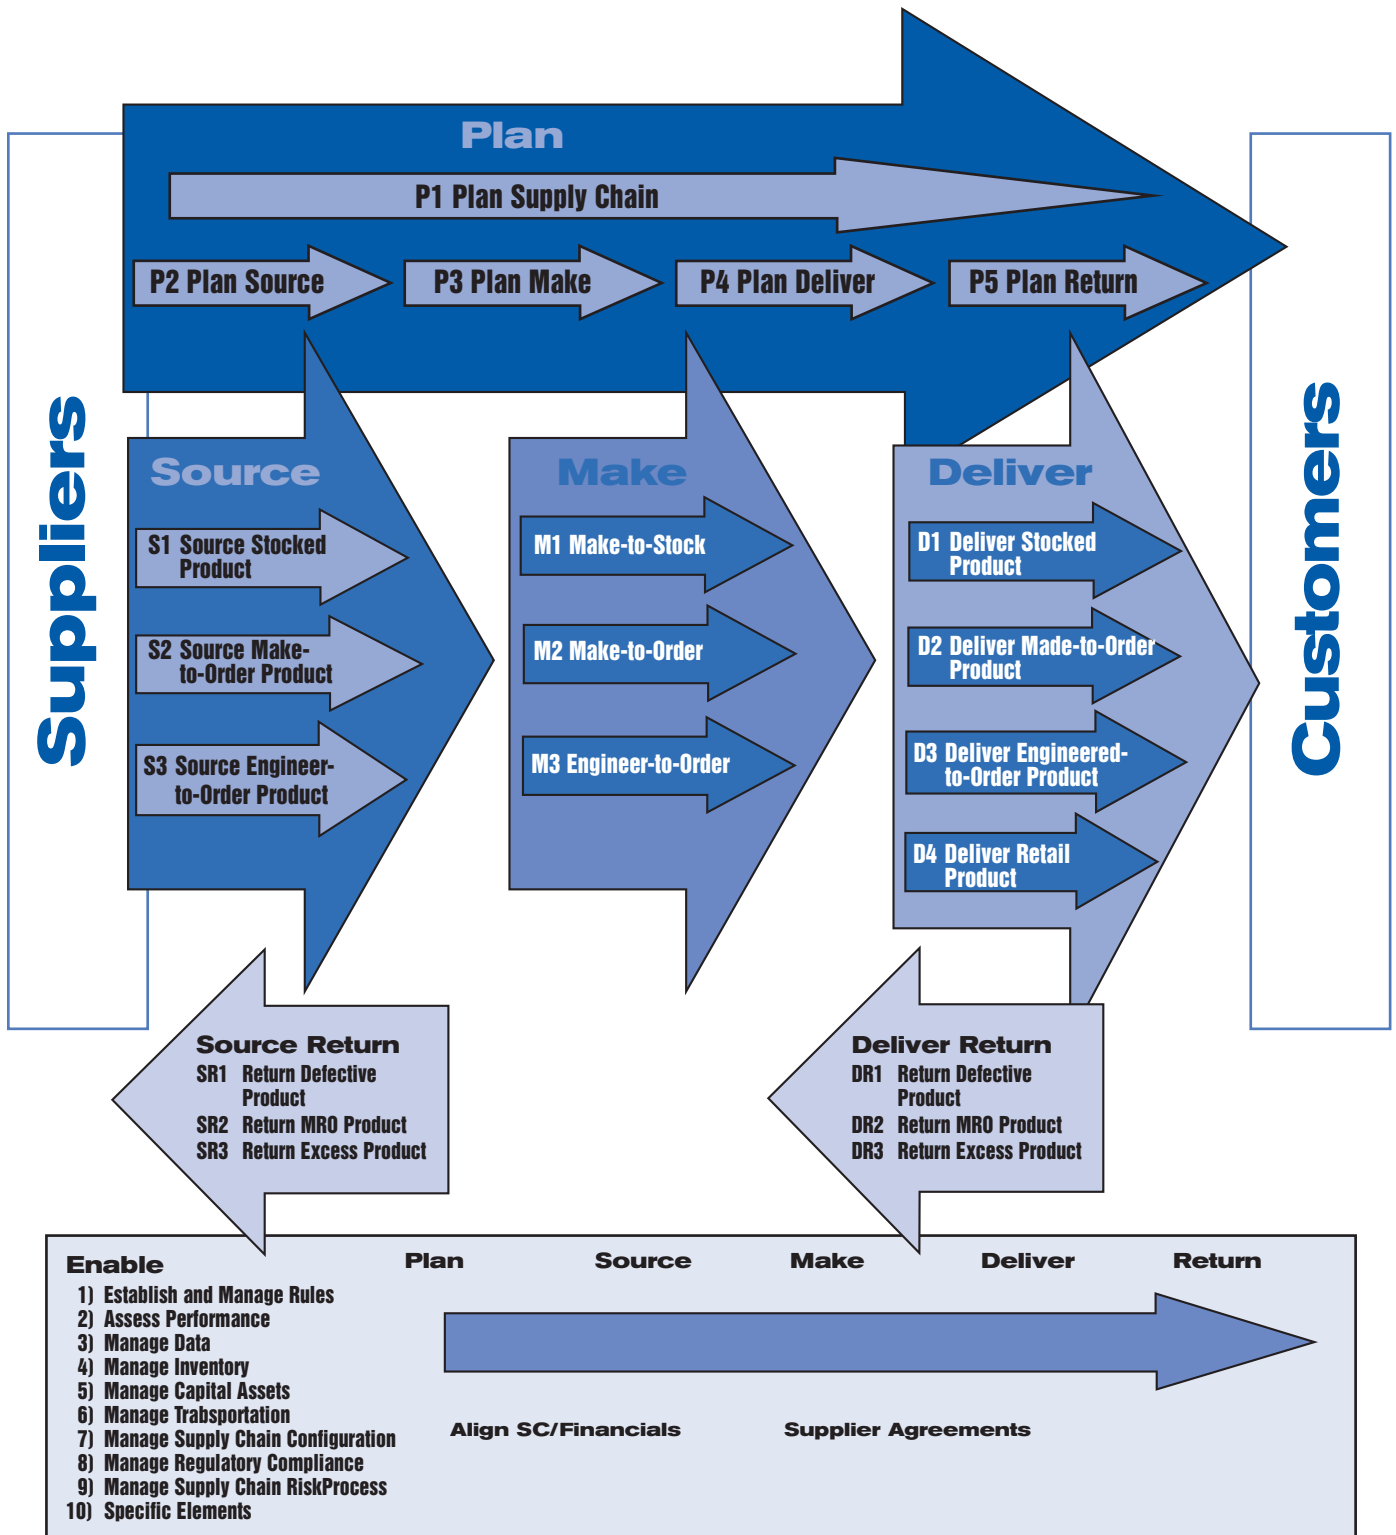 Plan
P1 Plan Supply Chain
P2 Plan Source
P3 Plan Make
P4 Plan Deliver
P5 Plan Return
Suppliers
Customers
Source
S1 Source Stocked
Product
S2 Source Make-
to-Order Product
S3 Source Engineer-
to-Order Product
Make
M1 Make-to-Stock
M2 Make-to-Order
M3 Engineer-to-Order
Deliver
D1 Deliver Stocked
Product
D2 Deliver Made-to-Order
Product
D3 Deliver Engineered-
to-Order Product
D4 Deliver Retail
Product
Source Return
SR1 Return Defective
Product
SR2 Return MRO Product
SR3 Return Excess Product
Deliver Return
DR1 Return Defective
Product
DR2 Return MRO Product
DR3 Return Excess Product
Enable
Plan
Source
Make
Deliver
Return
1) Establish and Manage Rules
2) Assess Performance
3) Manage Data
4) Manage Inventory
5) Manage Capital Assets
6) Manage Trabsportation
7) Manage Supply Chain Configuration
8) Manage Regulatory Compliance
9) Manage Supply Chain RiskProcess
10) Specific Elements
Align SC/Financials
Supplier Agreements